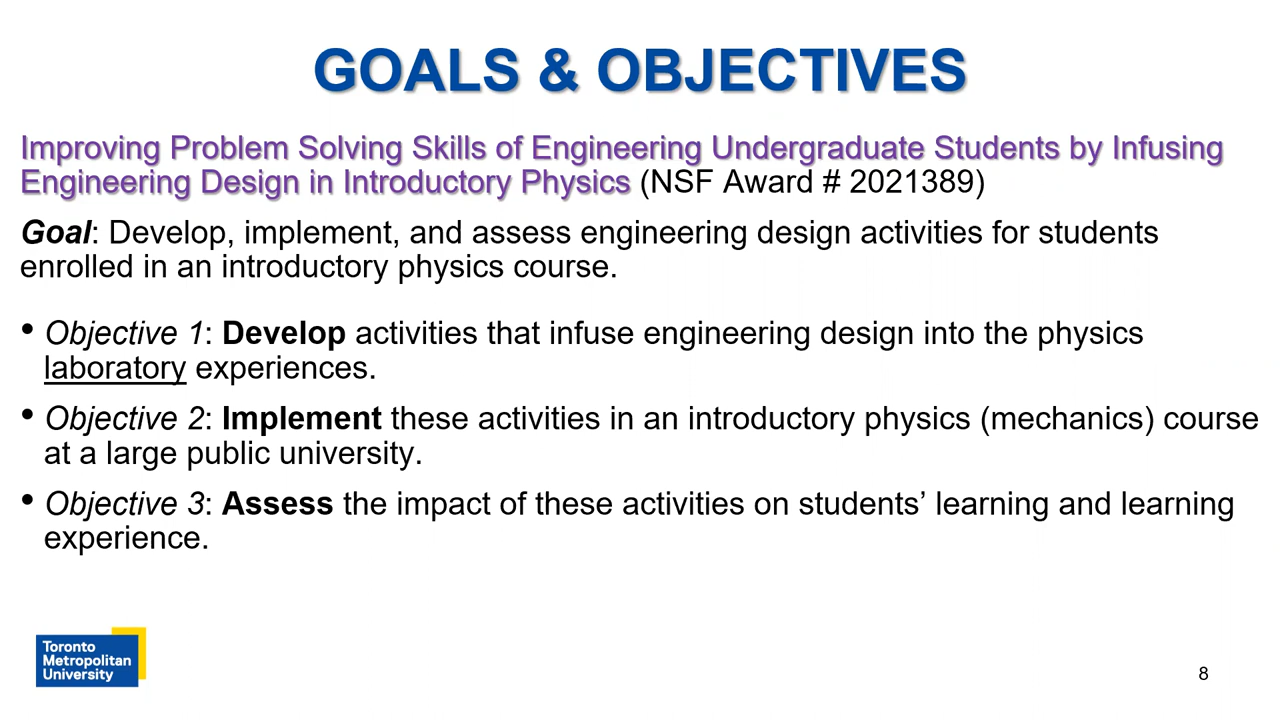 GOALS & OBJECTIVES
Improving Problem Solving Skills of Engineering Undergraduate Students by Infusing
Engineering Design in Introductory Physics (NSF Award # 2021389)
Goal: Develop, implement, and assess engineering design activities for students
enrolled in an introductory physics course.
• Objective 1: Develop activities that infuse engineering design into the physics
laboratory experiences.
• Objective 2: Implement these activities in an introductory physics (mechanics) course
at a large public university.
• Objective 3: Assess the impact of these activities on students’ learning and learning
experience.
Toronto
Metropolitan
University
8